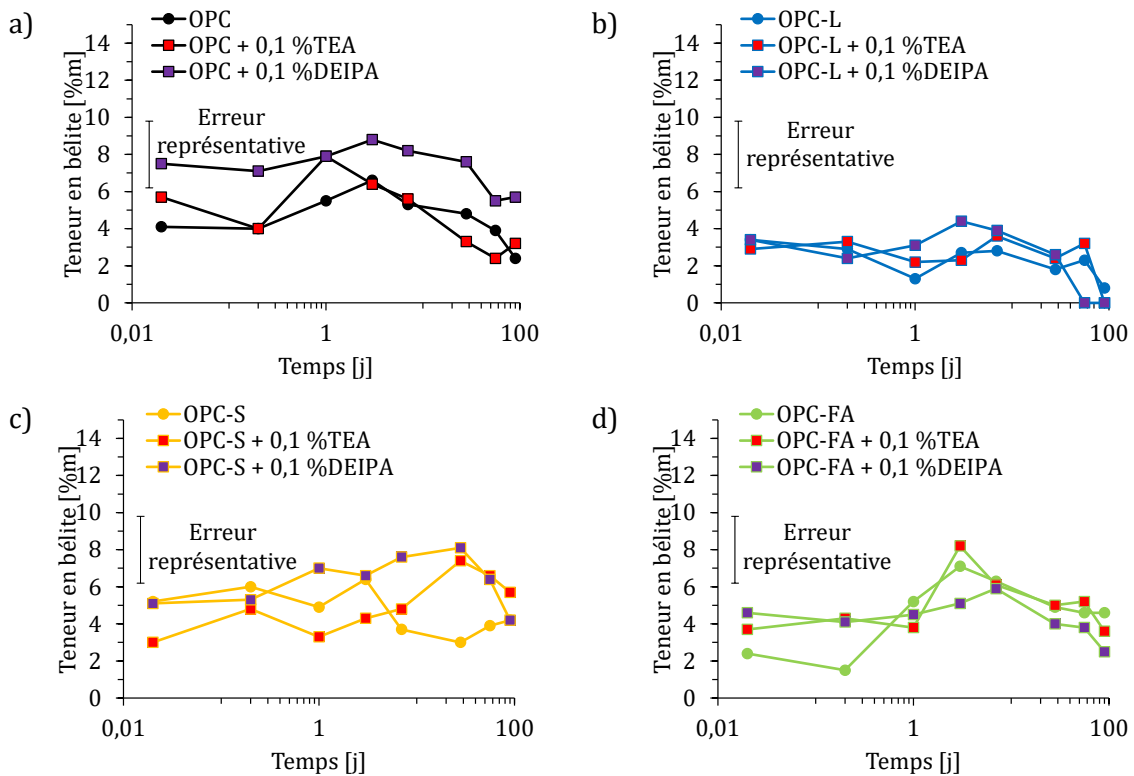 a)
OPC
OPC + 0,1 %TEA
OPC + 0,1 %DEIPA
Teneur en bélite [%m]
14
12
10
8
6
4
2
0
Erreur
représentative
0,01
1
100
Temps [j]
b)
OPC-L
OPC-L + 0,1 %TEA
OPC-L + 0,1 %DEIPA
Teneur en bélite [%m]
14
12
10
8
6
4
2
0
Erreur
représentative
0,01
1
100
Temps [j]
c)
OPC-S
OPC-S + 0,1 %TEA
OPC-S + 0,1 %DEIPA
Teneur en bélite [%m]
14
12
10
8
6
4
2
0
Erreur
représentative
0,01
1
100
Temps [j]
d)
OPC-FA
OPC-FA + 0,1 %TEA
OPC-FA + 0,1 %DEIPA
Teneur en bélite [%m]
14
12
10
8
6
4
2
0
Erreur
représentative
0,01
1
100
Temps [j]